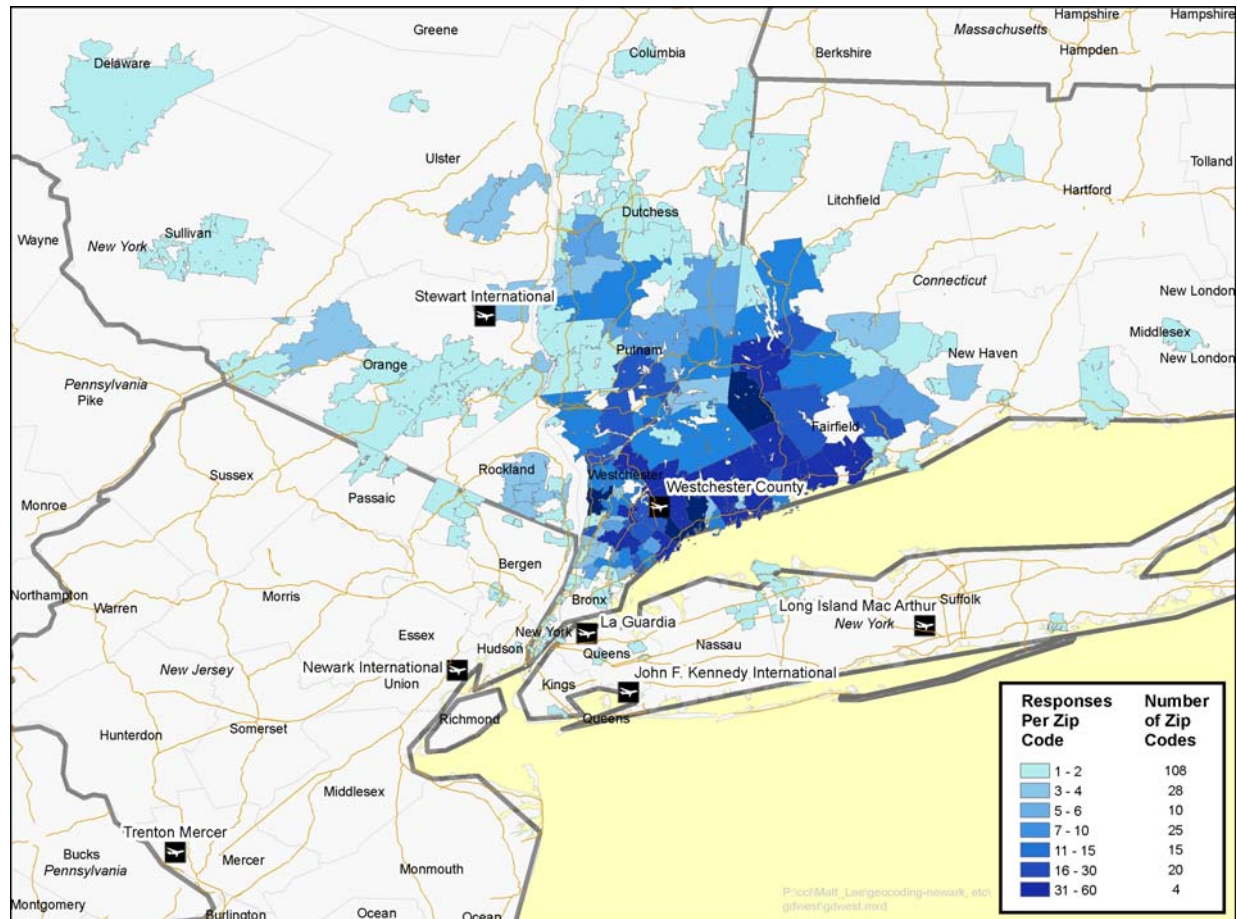 Greene
Columbia
Berkshire
Massachusetts
Hampshire
Hampshire
Hampden
Delaware
Ulster
Tolland
Hartford
Litchfield
Dutchess
Wayne
New York
Sullivan
Connecticut
Stewart International
New London
Middlesex
New London
Putnam
Orange
New Haven
Pennsylvania
Pike
Fairfield
Rockland
Westchester
Westchester County
Sussex
Passaic
Monroe
Bergen
Northampton
Warren
Morris
Bronx
Long Island Mac Arthur
Suffolk
New York
La Guardia
New York
Essex
Hudson
Queens
Nassau
New Jersey
Newark International
Union
Kings
John F. Kennedy International
Richmond
Queens
Somerset
Hunterdon
Middlesex
Trenton Mercer
Bucks
Pennsylvania
Mercer
Monmouth
Montgomery
Burlington
Ocean
Ocean
Responses Per Zip Code
Number of Zip Codes
1 - 2 108
3 - 4 28
5 - 6 10
7 - 10 25
11 - 15 15
16 - 30 20
31 - 60 4
gdwest\gdwest.mxd